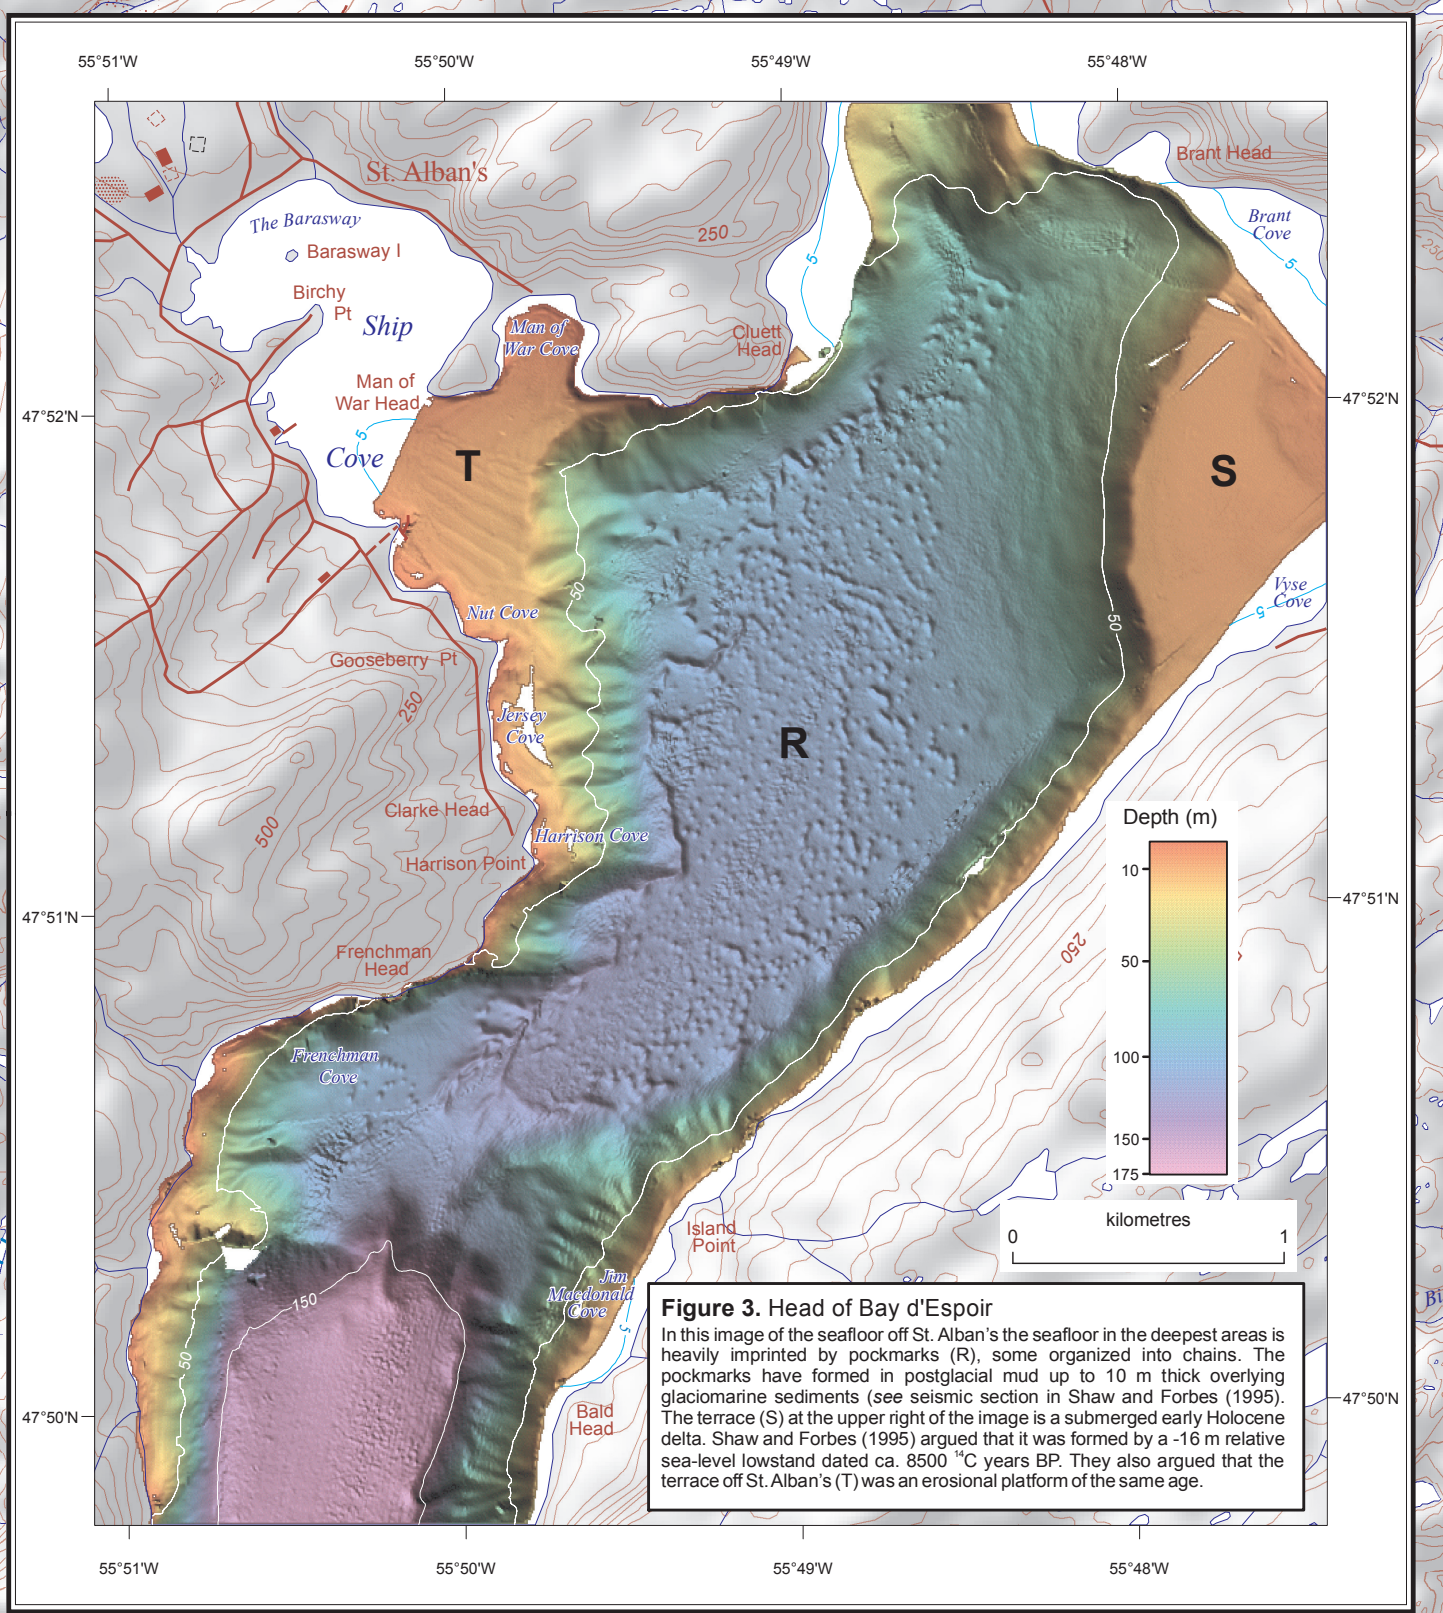 55°51'W
55°50'W
55°49'W
55°48'W
St. Alban's
Brant Head
The Barasway
Barasway I
250
Brant
Cove
5
5
250
Birchy
Pt
Ship
Man of
War Cove
Cluett
Head
Man of
War Head
47°52'N
47°52'N
5
Cove
T
S
50
Nut Cove
Vyse
Cove
5
50
Gooseberry Pt
250
Jersey
Cove
R
Clarke Head
500
Harrison Cove
Harrison Point
Depth (m)
10
50
100
150
175
47°51'N
47°51'N
Frenchman
Head
250
Frenchman
Cove
Island
Point
kilometres
0
1
Jim
Macdonald
Cove
150
5
50
Bald
Head
47°50'N
47°50'N
Figure 3. Head of Bay d'Espoir
In this image of the seafloor off St. Alban's the seafloor in the deepest areas is
heavily imprinted by pockmarks (R), some organized into chains. The
pockmarks have formed in postglacial mud up to 10 m thick overlying
glaciomarine sediments (see seismic section in Shaw and Forbes (1995).
The terrace (S) at the upper right of the image is a submerged early Holocene
delta. Shaw and Forbes (1995) argued that it was formed by a -16 m relative
sea-level lowstand dated ca. 8500 ¹⁴C years BP. They also argued that the
terrace off St. Alban's (T) was an erosional platform of the same age.
55°51'W
55°50'W
55°49'W
55°48'W